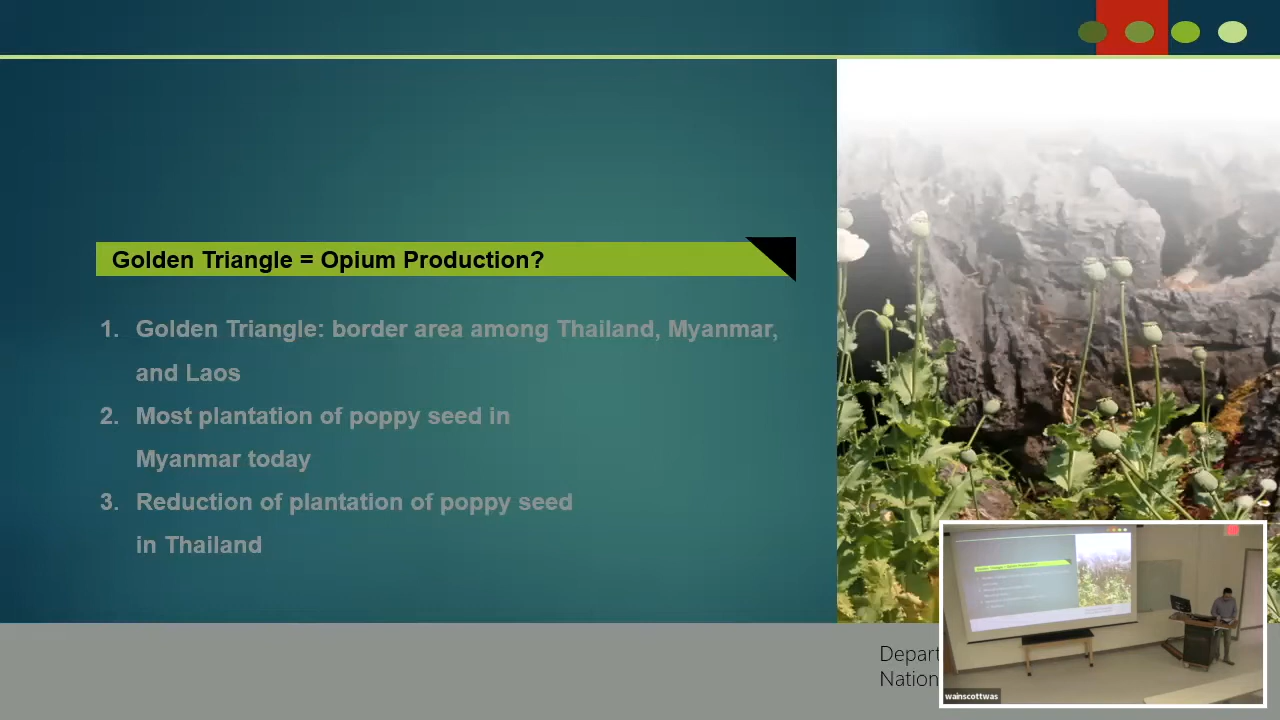 Golden Triangle = Opium Production?
1. Golden Triangle: border area among Thailand, Myanmar,
and Laos
2. Most plantation of poppy seed in
Myanmar today
3. Reduction of plantation of poppy seed
in Thailand
Depart
Nation
wainscottwas